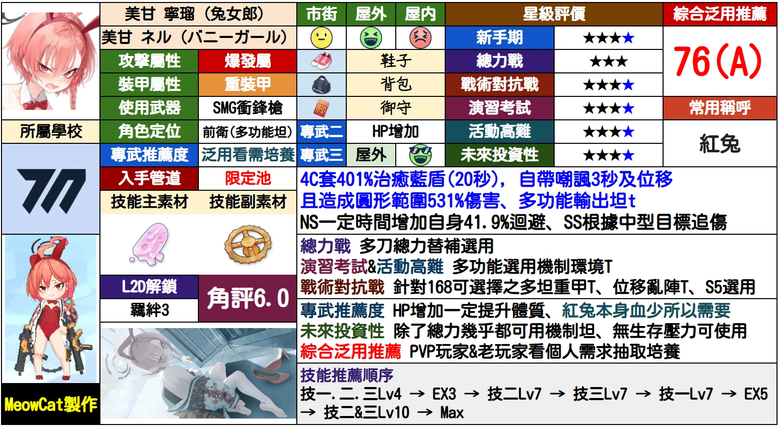 美甘 寧瑠 (兔女郎)
美甘 ネル (バニーガール)
攻擊屬性 爆發屬
裝甲屬性 重裝甲
使用武器 SMG衝鋒槍
所屬學校
角色定位 前衛(多功能坦)
專武推薦度 泛用看需培養
入手管道 限定池
技能主素材 技能副素材
L2D解鎖
羈絆3
角評6.0
MeowCat製作
市街 屋外 屋內
鞋子
背包
御守
專武二 HP增加
專武三 屋外
星級評價
新手期 ★★★★
總力戰 ★★★
戰術對抗戰 ★★★★
演習考試 ★★★★
活動高難 ★★★★
未來投資性 ★★★★
綜合泛用推薦
76(A)
常用稱呼
紅兔
4C套401%治癒藍盾(20秒), 自帶嘲諷3秒及位移
且造成圓形範圍531%傷害、多功能輸出坦t
NS一定時間增加自身41.9%迴避、SS根據中型目標追傷
總力戰 多刀總力替補選用
演習考試&活動高難 多功能選用機制環境T
戰術對抗戰 針對168可選擇之多坦重甲T、位移亂陣T、S5選用
專武推薦度 HP增加一定提升體質、紅兔本身血少所以需要
未來投資性 除了總力幾乎都可用機制坦、無生存壓力可使用
綜合泛用推薦 PVP玩家&老玩家看個人需求抽取培養
技能推薦順序
技一.二.三Lv4 → EX3 → 技二Lv7 → 技三Lv7 → 技一Lv7 → EX5
→ 技二&三Lv10 → Max